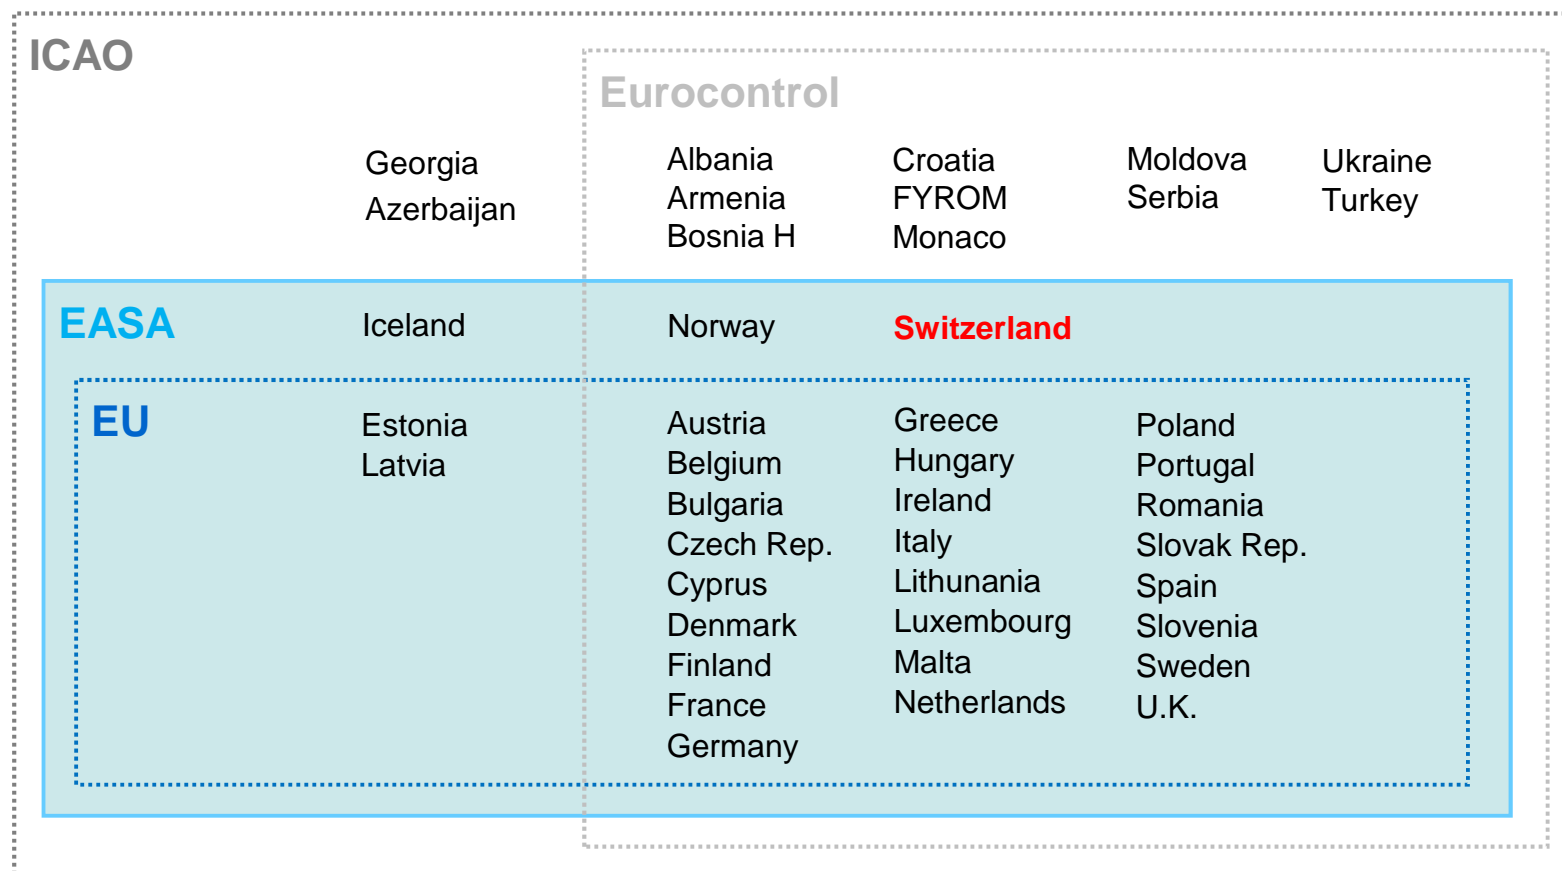 ICAO
Eurocontrol
Georgia
Azerbaijan
Albania
Armenia
Bosnia H
Croatia
FYROM
Monaco
Moldova
Serbia
Ukraine
Turkey
EASA
Iceland
Norway
Switzerland
EU
Estonia
Latvia
Austria
Belgium
Bulgaria
Czech Rep.
Cyprus
Denmark
Finland
France
Germany
Greece
Hungary
Ireland
Italy
Lithunania
Luxembourg
Malta
Netherlands
Poland
Portugal
Romania
Slovak Rep.
Spain
Slovenia
Sweden
U.K.